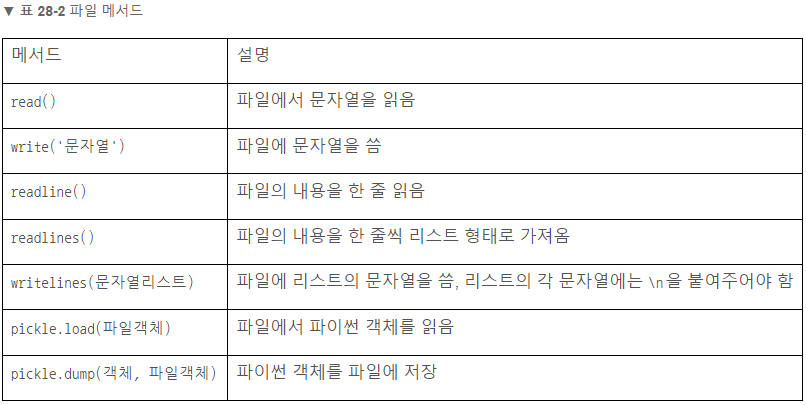 ▼ 표 28-2 파일 메서드
메서드 설명
read() 파일에서 문자열을 읽음
write('문자열') 파일에 문자열을 씀
readline() 파일의 내용을 한 줄 읽음
readlines() 파일의 내용을 한 줄씩 리스트 형태로 가져옴
writelines(문자열리스트) 파일에 리스트의 문자열을 씀, 리스트의 각 문자열에는 \n을 붙여주어야 함
pickle.load(파일객체) 파일에서 파이썬 객체를 읽음
pickle.dump(객체, 파일객체) 파이썬 객체를 파일에 저장